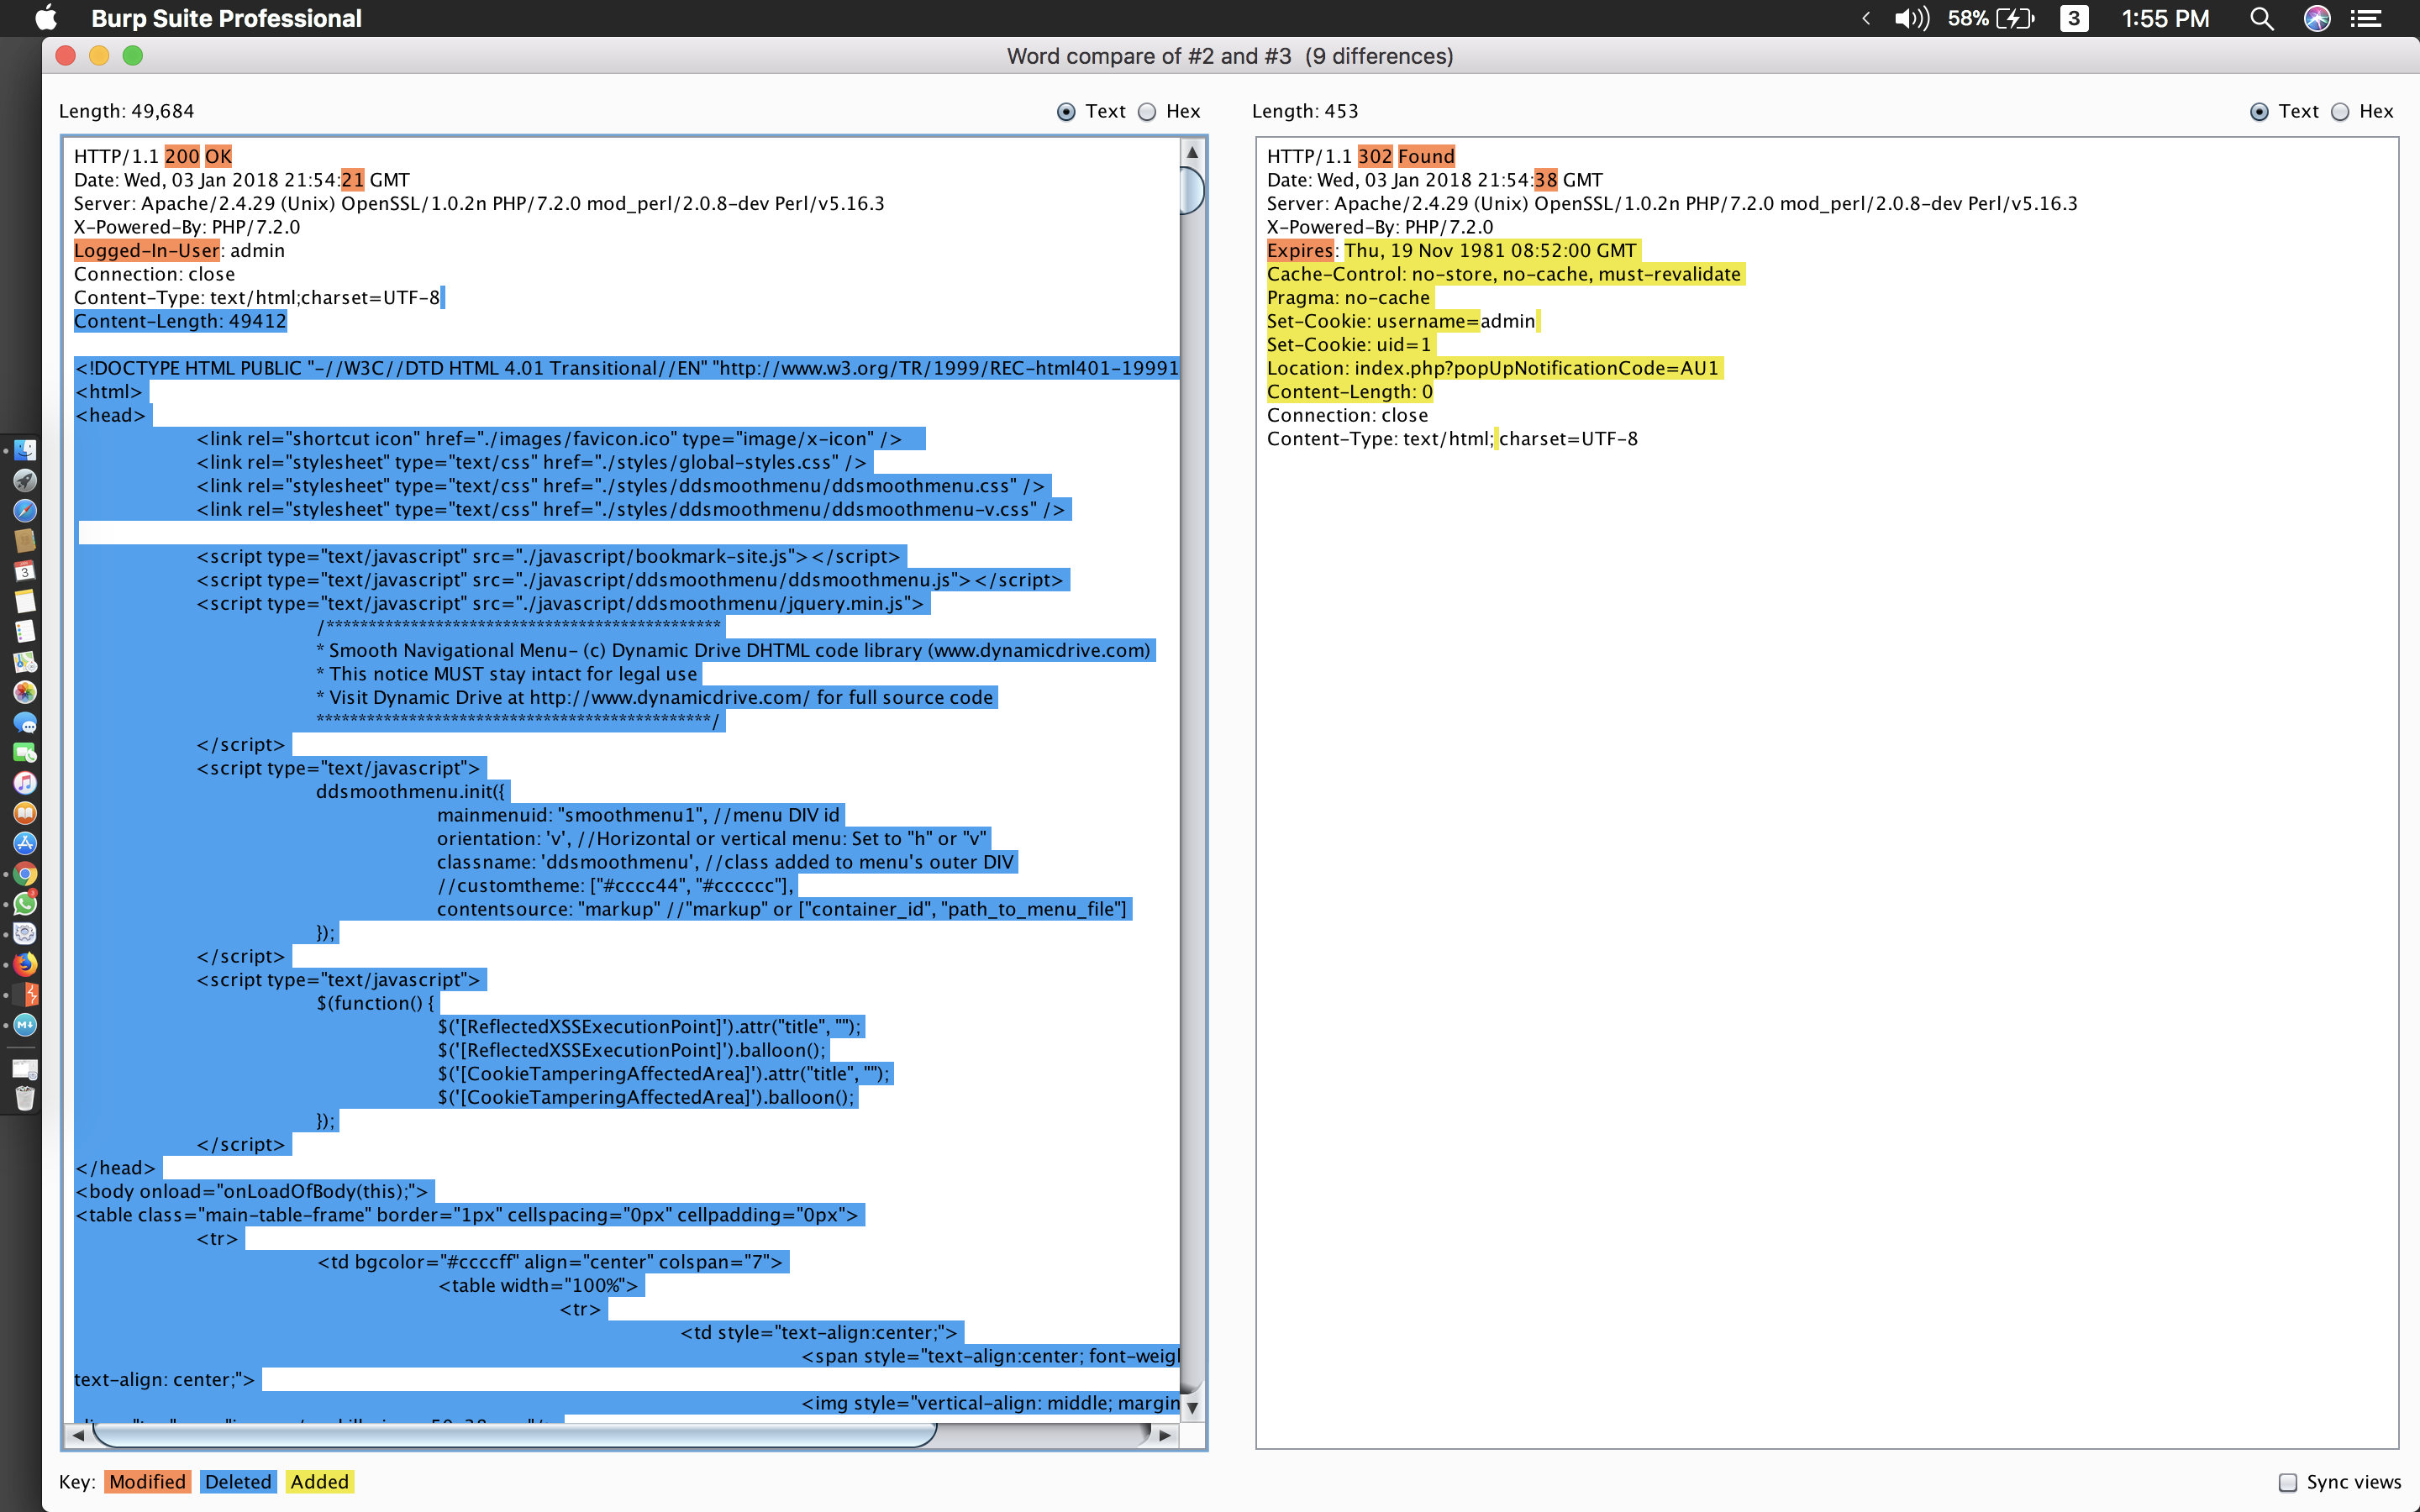 Burp Suite Professional
58%
3
1:55 PM
Word compare of #2 and #3 (9 differences)
Length: 49,684
Text
Hex
HTTP/1.1 200 OK
Date: Wed, 03 Jan 2018 21:54:21 GMT
Server: Apache/2.4.29 (Unix) OpenSSL/1.0.2n PHP/7.2.0 mod_perl/2.0.8-dev Perl/v5.16.3
X-Powered-By: PHP/7.2.0
Logged-In-User: admin
Connection: close
Content-Type: text/html;charset=UTF-8
Content-Length: 49412
<!DOCTYPE HTML PUBLIC "-//W3C//DTD HTML 4.01 Transitional//EN" "http://www.w3.org/TR/1999/REC-html401-19991
<html>
<head>
<link rel="shortcut icon" href="./images/favicon.ico" type="image/x-icon" />
<link rel="stylesheet" type="text/css" href="./styles/global-styles.css" />
<link rel="stylesheet" type="text/css" href="./styles/ddsmoothmenu/ddsmoothmenu.css" />
<link rel="stylesheet" type="text/css" href="./styles/ddsmoothmenu/ddsmoothmenu-v.css" />
<script type="text/javascript" src="./javascript/bookmark-site.js"></script>
<script type="text/javascript" src="./javascript/ddsmoothmenu/ddsmoothmenu.js"></script>
<script type="text/javascript" src="./javascript/ddsmoothmenu/jquery.min.js">
/***********************************************
* Smooth Navigational Menu- (c) Dynamic Drive DHTML code library (www.dynamicdrive.com)
* This notice MUST stay intact for legal use
* Visit Dynamic Drive at http://www.dynamicdrive.com/ for full source code
***********************************************/
</script>
<script type="text/javascript">
ddsmoothmenu.init({
mainmenuid: "smoothmenu1", //menu DIV id
orientation: 'v', //Horizontal or vertical menu: Set to "h" or "v"
classname: 'ddsmoothmenu', //class added to menu's outer DIV
//customtheme: ["#cccc44", "#cccccc"],
contentsource: "markup" //"markup" or ["container_id", "path_to_menu_file"]
});
</script>
<script type="text/javascript">
$(function() {
$('[ReflectedXSSExecutionPoint]').attr("title", "");
$('[ReflectedXSSExecutionPoint]').balloon();
$('[CookieTamperingAffectedArea]').attr("title", "");
$('[CookieTamperingAffectedArea]').balloon();
});
</script>
</head>
<body onload="onLoadOfBody(this);">
<table class="main-table-frame" border="1px" cellspacing="0px" cellpadding="0px">
<tr>
<td bgcolor="#ccccff" align="center" colspan="7">
<table width="100%">
<tr>
<td style="text-align:center;">
<span style="text-align:center; font-weigl
text-align: center;">
<img style="vertical-align: middle; margin
Length: 453
Text
Hex
HTTP/1.1 302 Found
Date: Wed, 03 Jan 2018 21:54:38 GMT
Server: Apache/2.4.29 (Unix) OpenSSL/1.0.2n PHP/7.2.0 mod_perl/2.0.8-dev Perl/v5.16.3
X-Powered-By: PHP/7.2.0
Expires: Thu, 19 Nov 1981 08:52:00 GMT
Cache-Control: no-store, no-cache, must-revalidate
Pragma: no-cache
Set-Cookie: username=admin
Set-Cookie: uid=1
Location: index.php?popUpNotificationCode=AU1
Content-Length: 0
Connection: close
Content-Type: text/html; charset=UTF-8
Key: Modified Deleted Added
Sync views